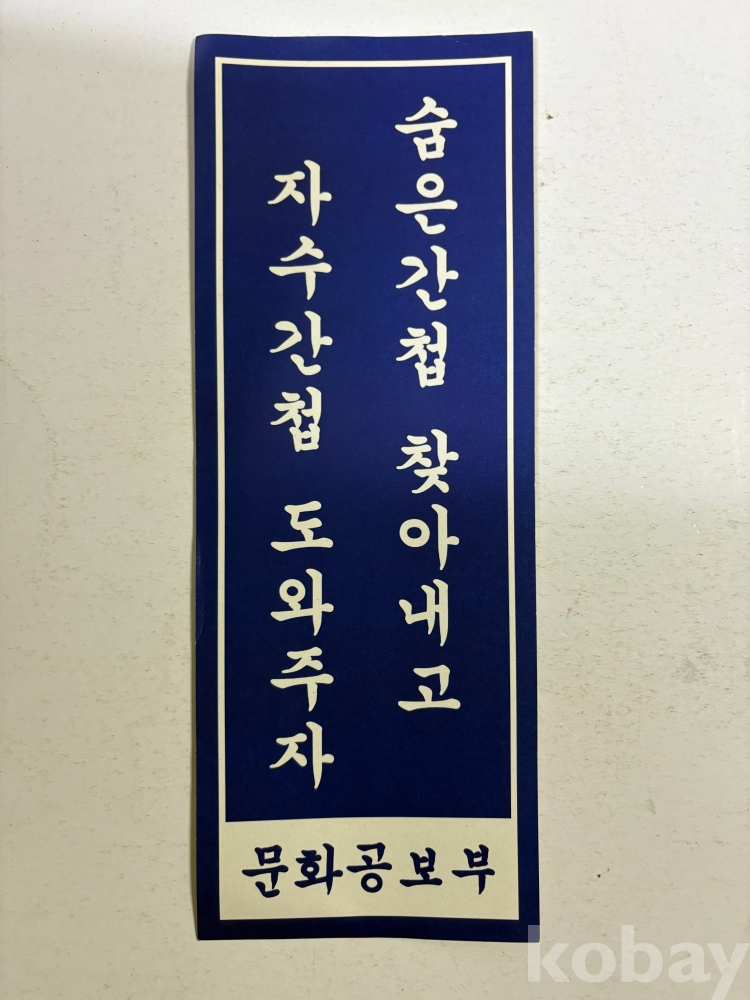 숨은간첩 찾아내고
자수간첩 도와주자
문화공보부
kobay